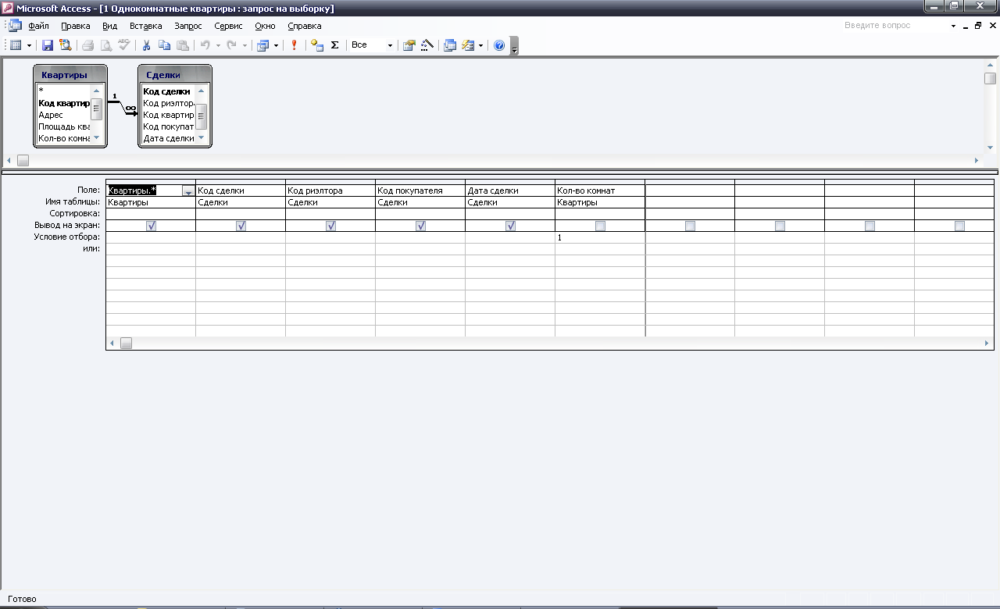 Microsoft Access - [1 Однокомнатные квартиры : запрос на выборку]
Файл Правка Вид Вставка Запрос Сервис Окно Справка Введите вопрос
Все
Квартиры Сделки
* Код сделки
Код квартир Код риэлтора
Адрес Код квартир
Площадь ква Код покупат
Кол-во комна Дата сделки
1 ∞
Поле: Квартиры.* Код сделки Код риэлтора Код покупателя Дата сделки Кол-во комнат
Имя таблицы: Квартиры Сделки Сделки Сделки Сделки Квартиры
Сортировка:
Вывод на экран:
Условие отбора: 1
или:
Готово